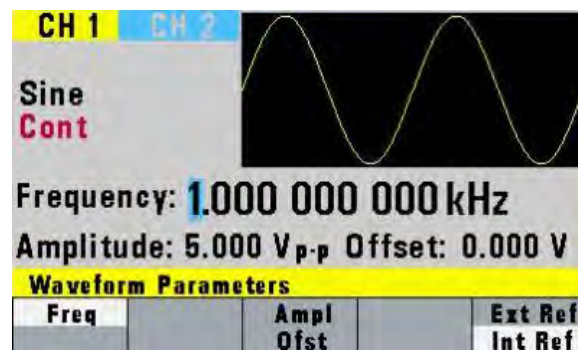 CH 1 CH 2
Sine
Cont
Frequency: 1.000 000 000 kHz
Amplitude: 5.000 Vp-p Offset: 0.000 V
Waveform Parameters
Freq Ampl Ext Ref
Ofst Int Ref